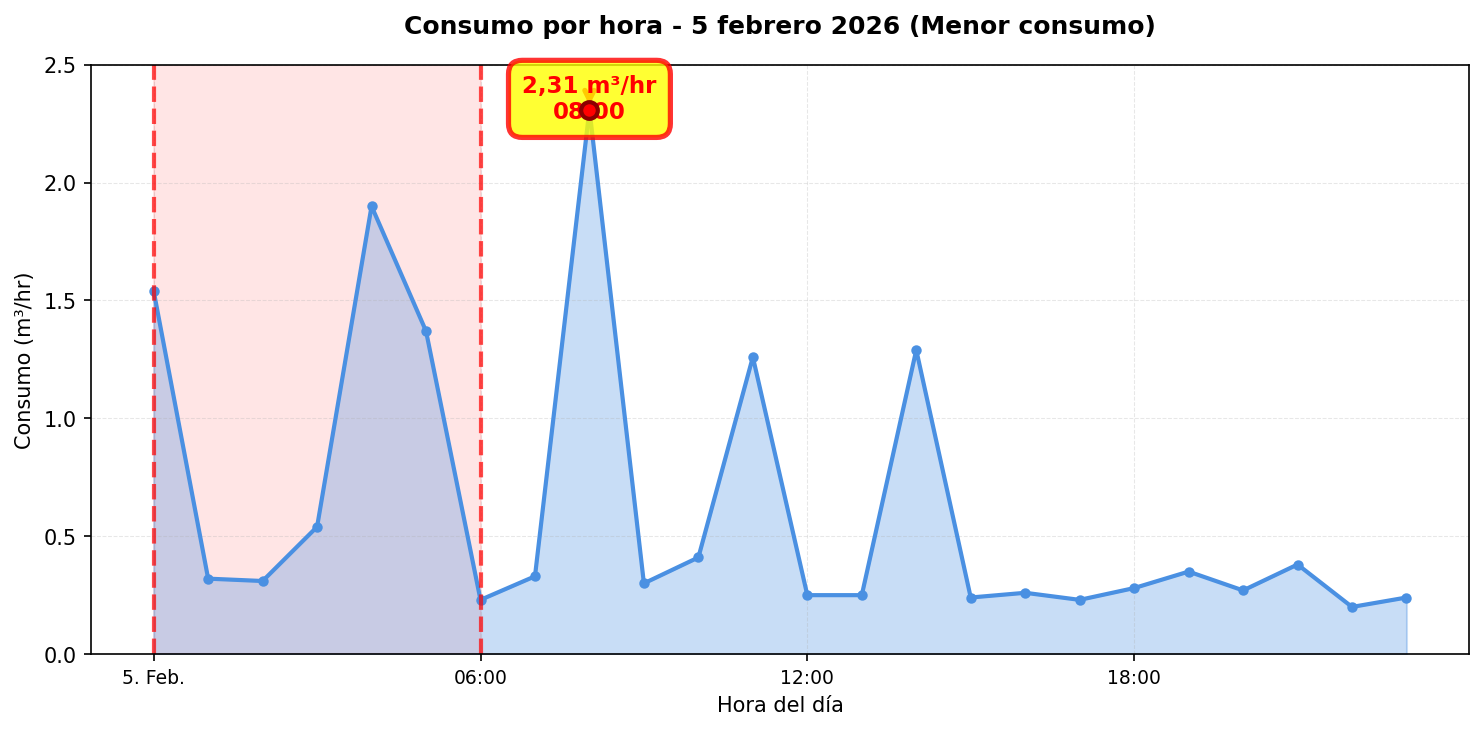 Consumo por hora - 5 febrero 2026 (Menor consumo)
2,31 m³/hr
08:00
Consumo (m³/hr)
2.5
2.0
1.5
1.0
0.5
0.0
5. Feb.
06:00
12:00
18:00
Hora del día